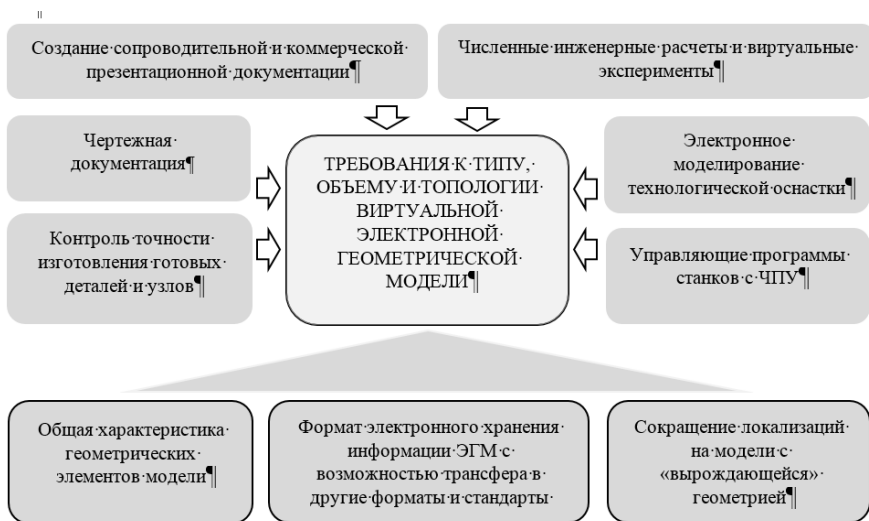 Создание сопроводительной и коммерческой
презентационной документации¶
Численные инженерные расчеты и виртуальные
эксперименты¶
Чертежная
документация¶
ТРЕБОВАНИЯ К ТИПУ,
ОБЪЕМУ И ТОПОЛОГИИ
ВИРТУАЛЬНОЙ
ЭЛЕКТРОННОЙ
ГЕОМЕТРИЧЕСКОЙ
МОДЕЛИ¶
Электронное
моделирование
технологической оснастки¶
Контроль точности
изготовления готовых
деталей и узлов¶
Управляющие программы
станков с ЧПУ¶
Общая характеристика
геометрических
элементов модели¶
Формат электронного хранения
информации ЭГМ с
возможностью трансфера в
другие форматы и стандарты
Сокращение локализаций
на модели с
«вырождающейся»
геометрией¶